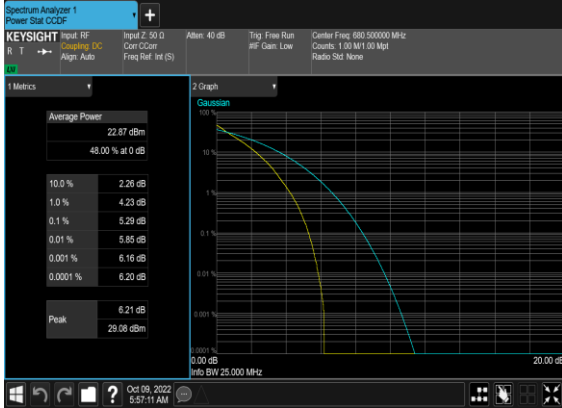 Spectrum Analyzer 1
Power Stat CCDF
+
KEYSIGHT
R T
Input: RF
Coupling: DC
Align: Auto
Input Z: 50 Ω
Corr CCorr
Freq Ref: Int (S)
Atten: 40 dB
Trig: Free Run
#IF Gain: Low
Center Freq: 680.500000 MHz
Counts: 1.00 M/1.00 Mpt
Radio Std: None
1 Metrics
Average Power
22.87 dBm
48.00 % at 0 dB
10.0 % 2.26 dB
1.0 % 4.23 dB
0.1 % 5.29 dB
0.01 % 5.85 dB
0.001 % 6.16 dB
0.0001 % 6.20 dB
Peak
6.21 dB
29.08 dBm
2 Graph
Gaussian
100 %
10 %
1 %
0.1 %
0.01 %
0.001 %
0.0001 %
0.00 dB
20.00 dB
Info BW 25.000 MHz
?
Oct 09, 2022
5:57:11 AM